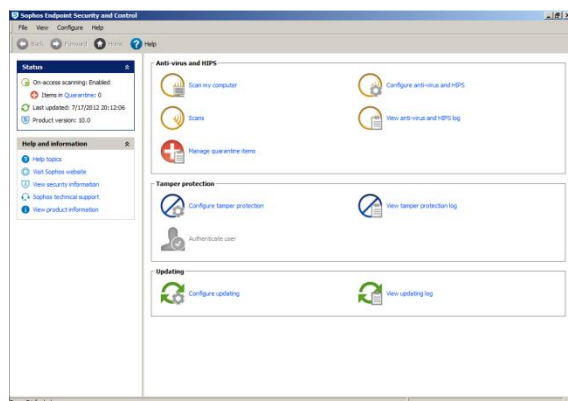 Sophos Endpoint Security and Control
File View Configure Help
Back Forward Home Help
Status
On-access scanning: Enabled
Items in Quarantine: 0
Last updated: 7/17/2012 20:12:06
Product version: 10.0
Help and information
Help topics
Visit Sophos website
View security information
Sophos technical support
View product information
Anti-virus and HIPS
Scan my computer
Configure anti-virus and HIPS
Scans
View anti-virus and HIPS log
Manage quarantine items
Tamper protection
Configure tamper protection
View tamper protection log
Authenticate user
Updating
Configure updating
View updating log